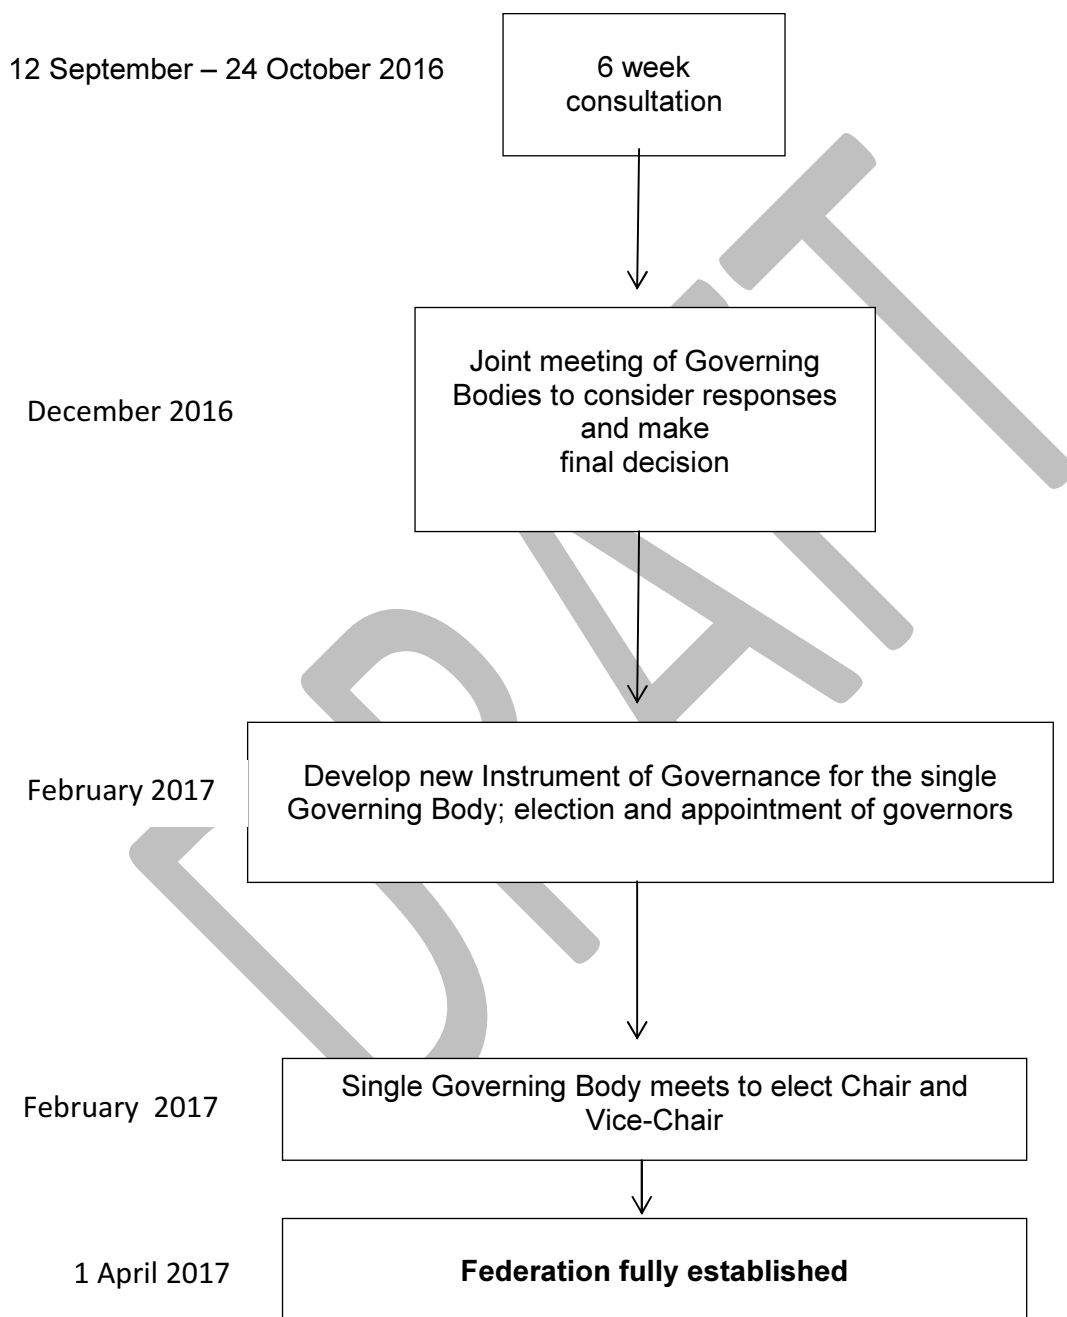 12 September – 24 October 2016
6 week
consultation
December 2016
Joint meeting of Governing
Bodies to consider responses
and make
final decision
February 2017
Develop new Instrument of Governance for the single
Governing Body; election and appointment of governors
February  2017
Single Governing Body meets to elect Chair and
Vice-Chair
1 April 2017
Federation fully established
DRAFT